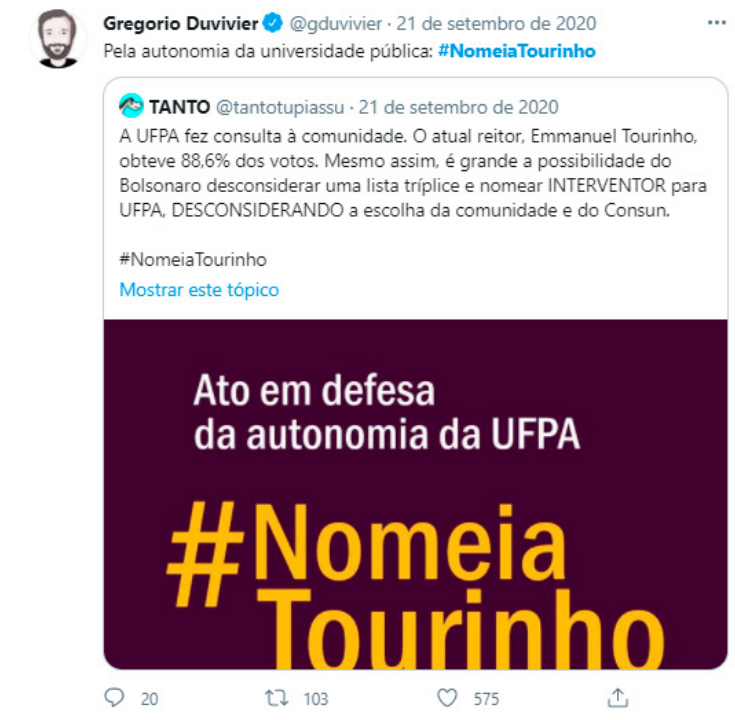 Gregorio Duvivier @gduvivier · 21 de setembro de 2020
Pela autonomia da universidade pública: #NomeiaTourinho
TANTO @tantotupiassu · 21 de setembro de 2020
A UFPA fez consulta à comunidade. O atual reitor, Emmanuel Tourinho,
obteve 88,6% dos votos. Mesmo assim, é grande a possibilidade do
Bolsonaro desconsiderar uma lista tríplice e nomear INTERVENTOR para
UFPA, DESCONSIDERANDO a escolha da comunidade e do Consun.
#NomeiaTourinho
Mostrar este tópico
Ato em defesa
da autonomia da UFPA
#Nomeia
Tourinho
20 103 575